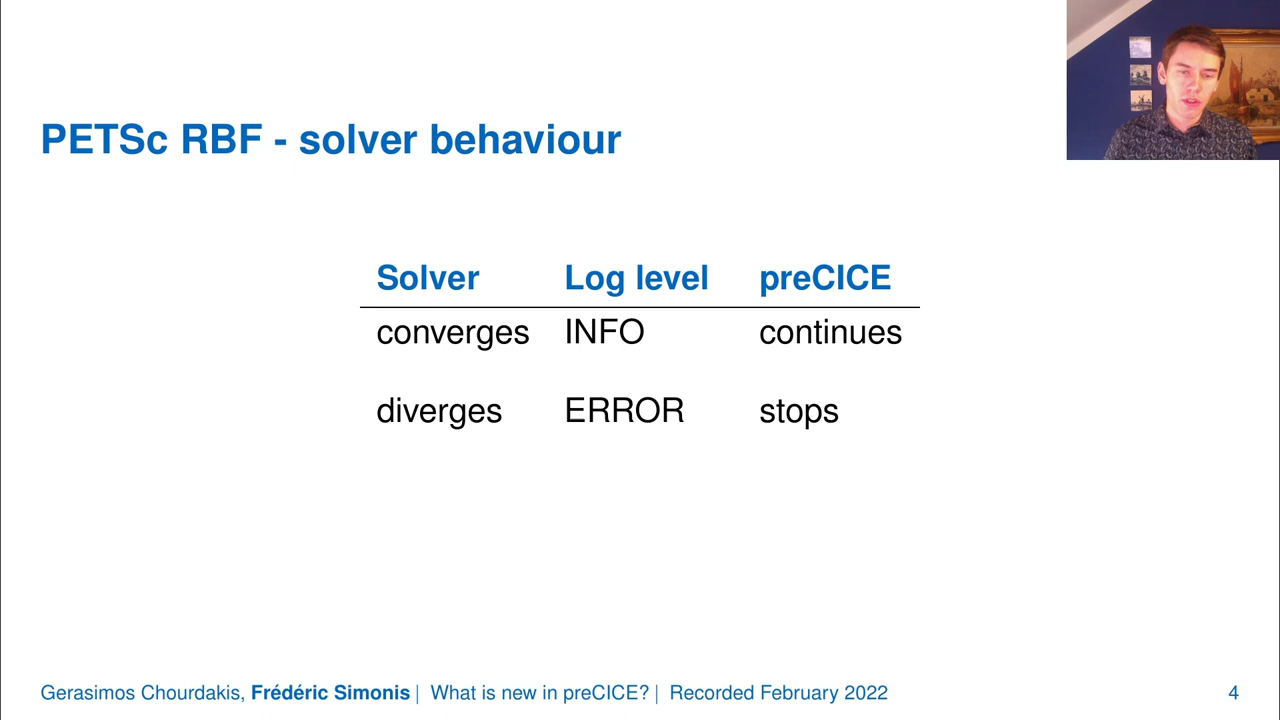 PETSc RBF - solver behaviour
Solver Log level preCICE
converges INFO continues
diverges ERROR stops
Gerasimos Chourdakis, Frédéric Simonis | What is new in preCICE? | Recorded February 2022 4